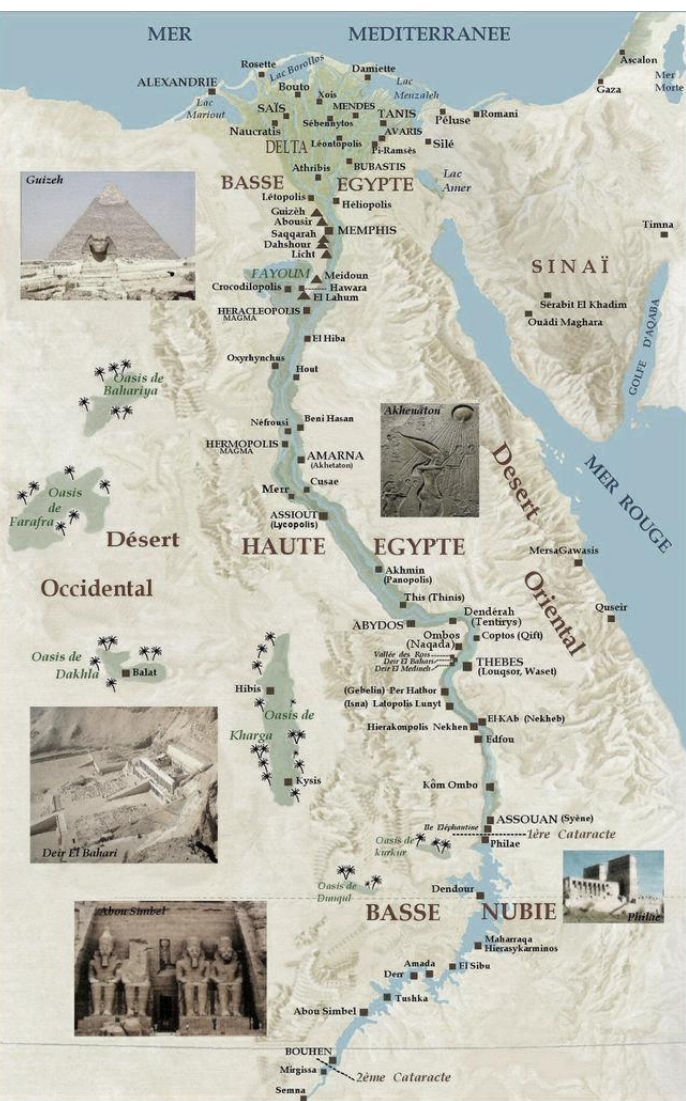 MER MEDITERRANEE
Ascalon
Rosette
Lac Borollos
Damiette
Mer
Morte
ALEXANDRIE
Bouto
Lac
Menzaleh
Gaza
Lac
Mariout
Xois
SAÏS
MENDES
TANIS
Romani
Sébennytos
Péluse
Naucratis
AVARIS
DELTA
Léontopolis
Pi-Ramsès
Silé
BUBASTIS
Athribis
Lac
Amer
Guizeh
BASSE EGYPTE
Létopolis
Héliopolis
Guizèh
Abousir
MEMPHIS
Timna
Saqqarah
Dahshour
Licht
SINAÏ
FAYOUM
Meidoun
Crocodilopolis
Hawara
El Lahum
Sérabit El Khadim
HERACLEOPOLIS
MAGMA
Ouâdi Maghara
GOLFE D'AQABA
El Hiba
Oxyrhynchus
Hout
Oasis de
Bahariya
Akhenaton
Néfrousi
Beni Hasan
HERMOPOLIS
MAGMA
AMARNA
(Akhetaton)
Desert
MER ROUGE
Oasis
de
Farafra
Merr
Cusae
ASSIOUT
(Lycopolis)
Désert
HAUTE EGYPTE
MersaGawasis
Akhmin
(Panopolis)
Oriental
Occidental
This (Thinis)
Quseir
ABYDOS
Dendérah
(Tentirys)
Ombos
(Naqada)
Coptos (Qift)
Oasis de
Dakhla
Balat
Vallée des Rois
Deir El Bahari
Deir El Medineh
THEBES
(Louqsor, Waset)
Hibis
(Gebelin) Per Hathor
(Isna) Latopolis Lunyt
Oasis de
Kharga
El-KAb (Nekheb)
Hierakonpolis Nekhen
Edfou
Kysis
Kôm Ombo
Deir El Bahari
ASSOUAN (Syène)
Ile Eléphantine
1ère Cataracte
Oasis de
kurkur
Philae
Oasis de
Dunqul
Dendour
Abou Simbel
BASSE NUBIE
Philae
Maharraqa
Hierasykarminos
Amada
El Sibu
Derr
Tushka
Abou Simbel
BOUHEN
Mirgissa
2ème Cataracte
Semna